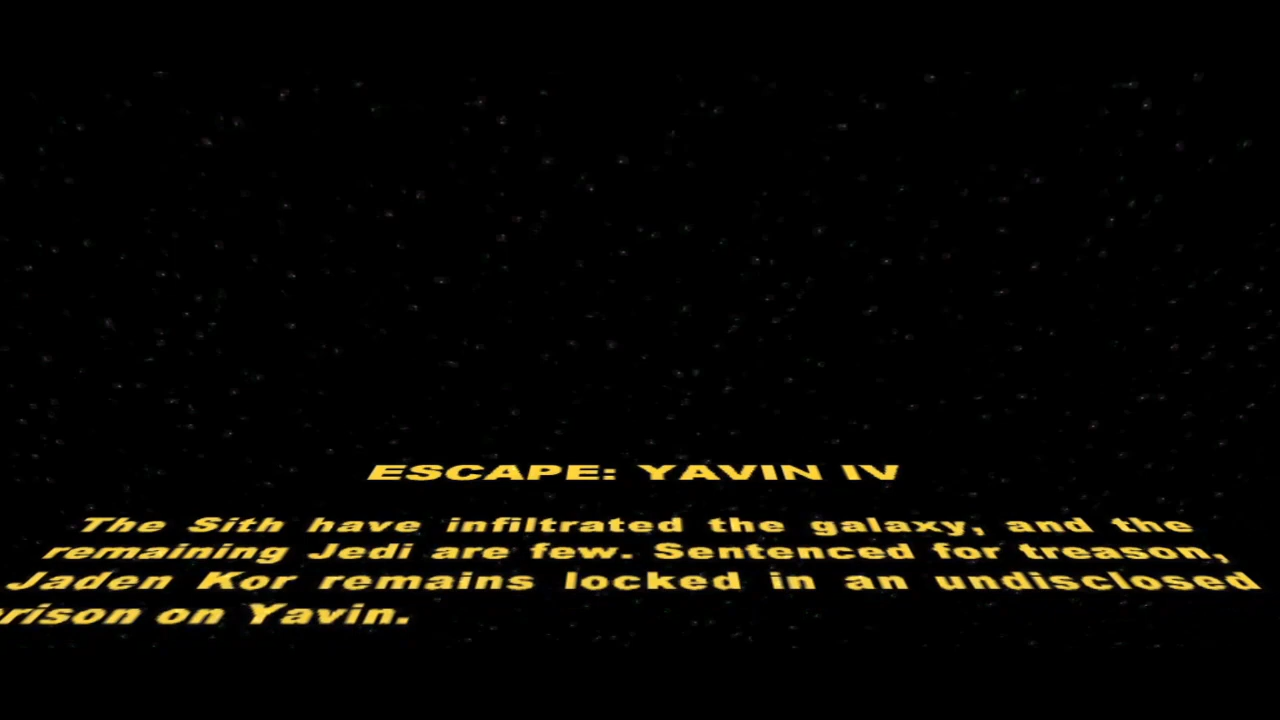 ESCAPE: YAVIN IV
The Sith have infiltrated the galaxy, and the
remaining Jedi are few. Sentenced for treason,
Jaden Kor remains locked in an undisclosed
prison on Yavin.